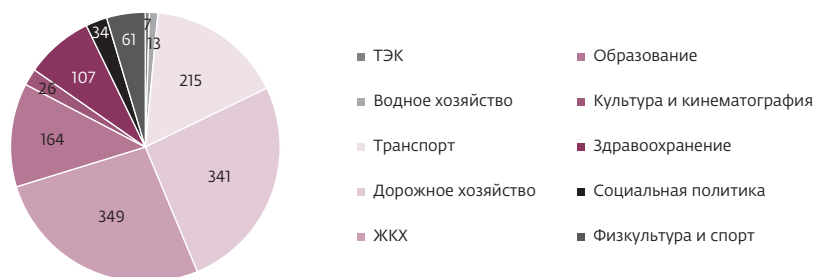 7
13
34
61
107
215
26
164
341
349
ТЭК
Водное хозяйство
Транспорт
Дорожное хозяйство
ЖКХ
Образование
Культура и кинематография
Здравоохранение
Социальная политика
Физкультура и спорт